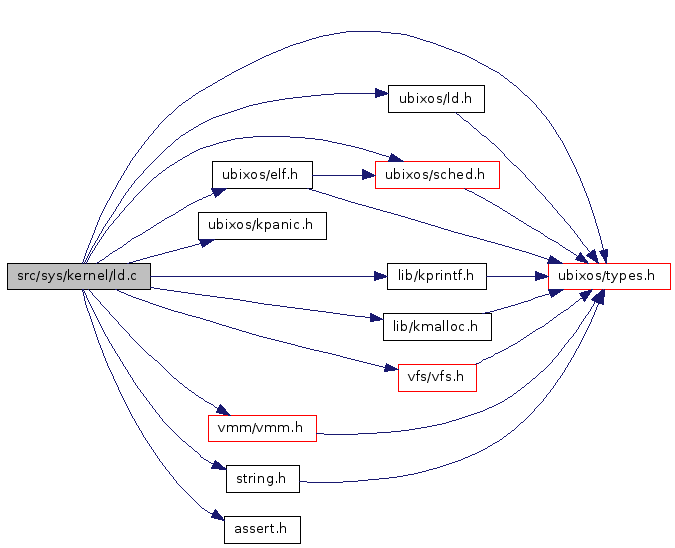 ubixos/ld.h
ubixos/elf.h
ubixos/sched.h
ubixos/kpanic.h
src/sys/kernel/ld.c
lib/kprintf.h
ubixos/types.h
lib/kmalloc.h
vfs/vfs.h
vmm/vmm.h
string.h
assert.h